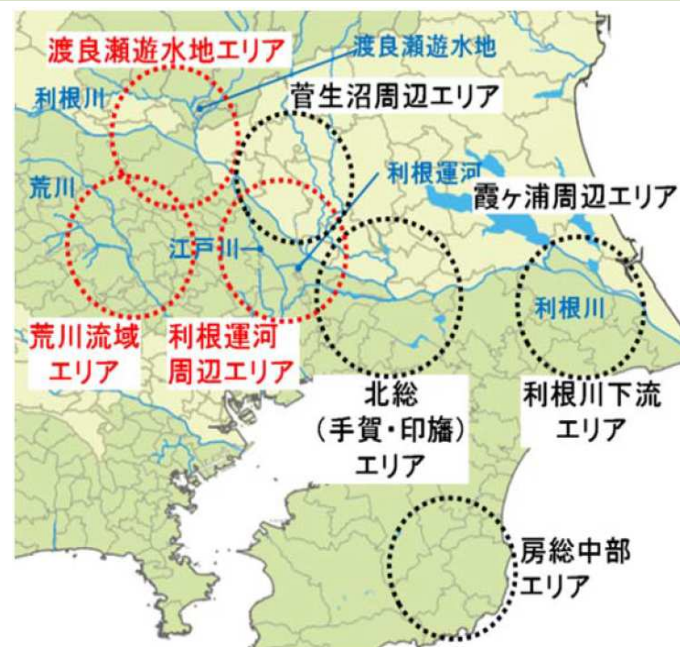 渡良瀬遊水地エリア
渡良瀬遊水地
利根川
菅生沼周辺エリア
荒川
利根運河
霞ヶ浦周辺エリア
江戸川
利根川
荒川流域
エリア
利根運河
周辺エリア
北総
（手賀・印旛）
エリア
利根川下流
エリア
房総中部
エリア